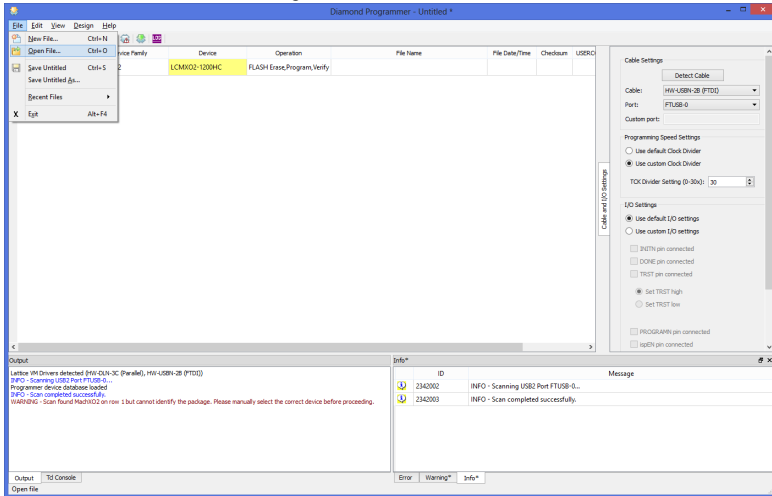 Diamond Programmer - Untitled *
File Edit View Design Help
New File... Ctrl+N
Open File... Ctrl+O
Save Untitled Ctrl+S
Save Untitled As...
Recent Files
Exit Alt+F4
Device Operation File Name File Date/Time Checksum
LCMXO2-1200HC FLASH Erase,Program,Verify
Cable and I/O Settings
Cable Settings
Detect Cable
Cable: HW-USBN-2B (FTDI)
Port: FTUSB-0
Custom port:
Programming Speed Settings
Use default Clock Divider
Use custom Clock Divider
TCK Divider Setting (0-30x): 30
I/O Settings
Use default I/O settings
Use custom I/O settings
INITN pin connected
DONE pin connected
TRST pin connected
Set TRST high
Set TRST low
PROGRAMN pin connected
ispEN pin connected
Output
Lattice VM Drivers detected (HW-DLN-3C (Parallel), HW-USBN-2B (FTDI))
INFO - Scanning USB2 Port FTUSB-0...
Programmer device database loaded
INFO - Scan completed successfully.
WARNING - Scan found MachXO2 on row 1 but cannot identify the package. Please manually select the correct device before proceeding.
Output Tcl Console
Info*
ID Message
2342002 INFO - Scanning USB2 Port FTUSB-0...
2342003 INFO - Scan completed successfully.
Error Warning* Info*
Open file